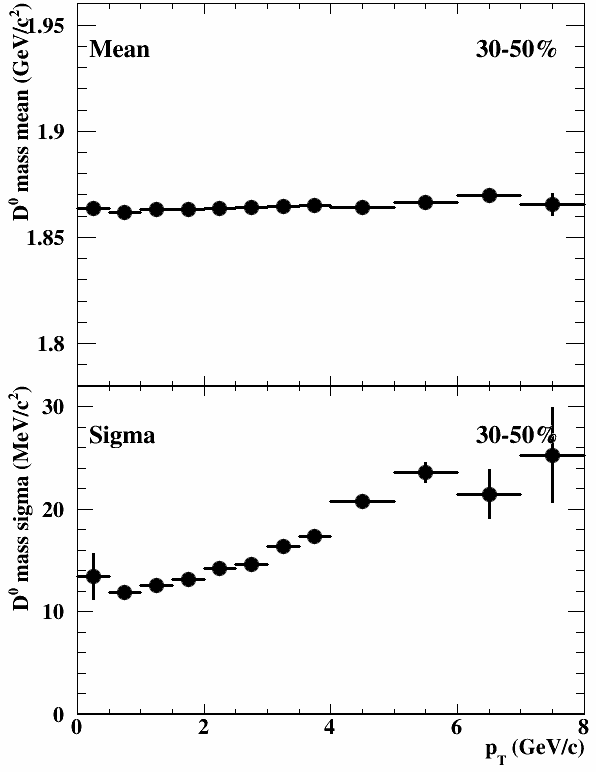 D⁰ mass mean (GeV/c²)
1.95
Mean 30-50%
1.9
1.85
1.8
D⁰ mass sigma (MeV/c²)
30
Sigma 30-50%
20
10
0
0 2 4 6 8
p_T (GeV/c)